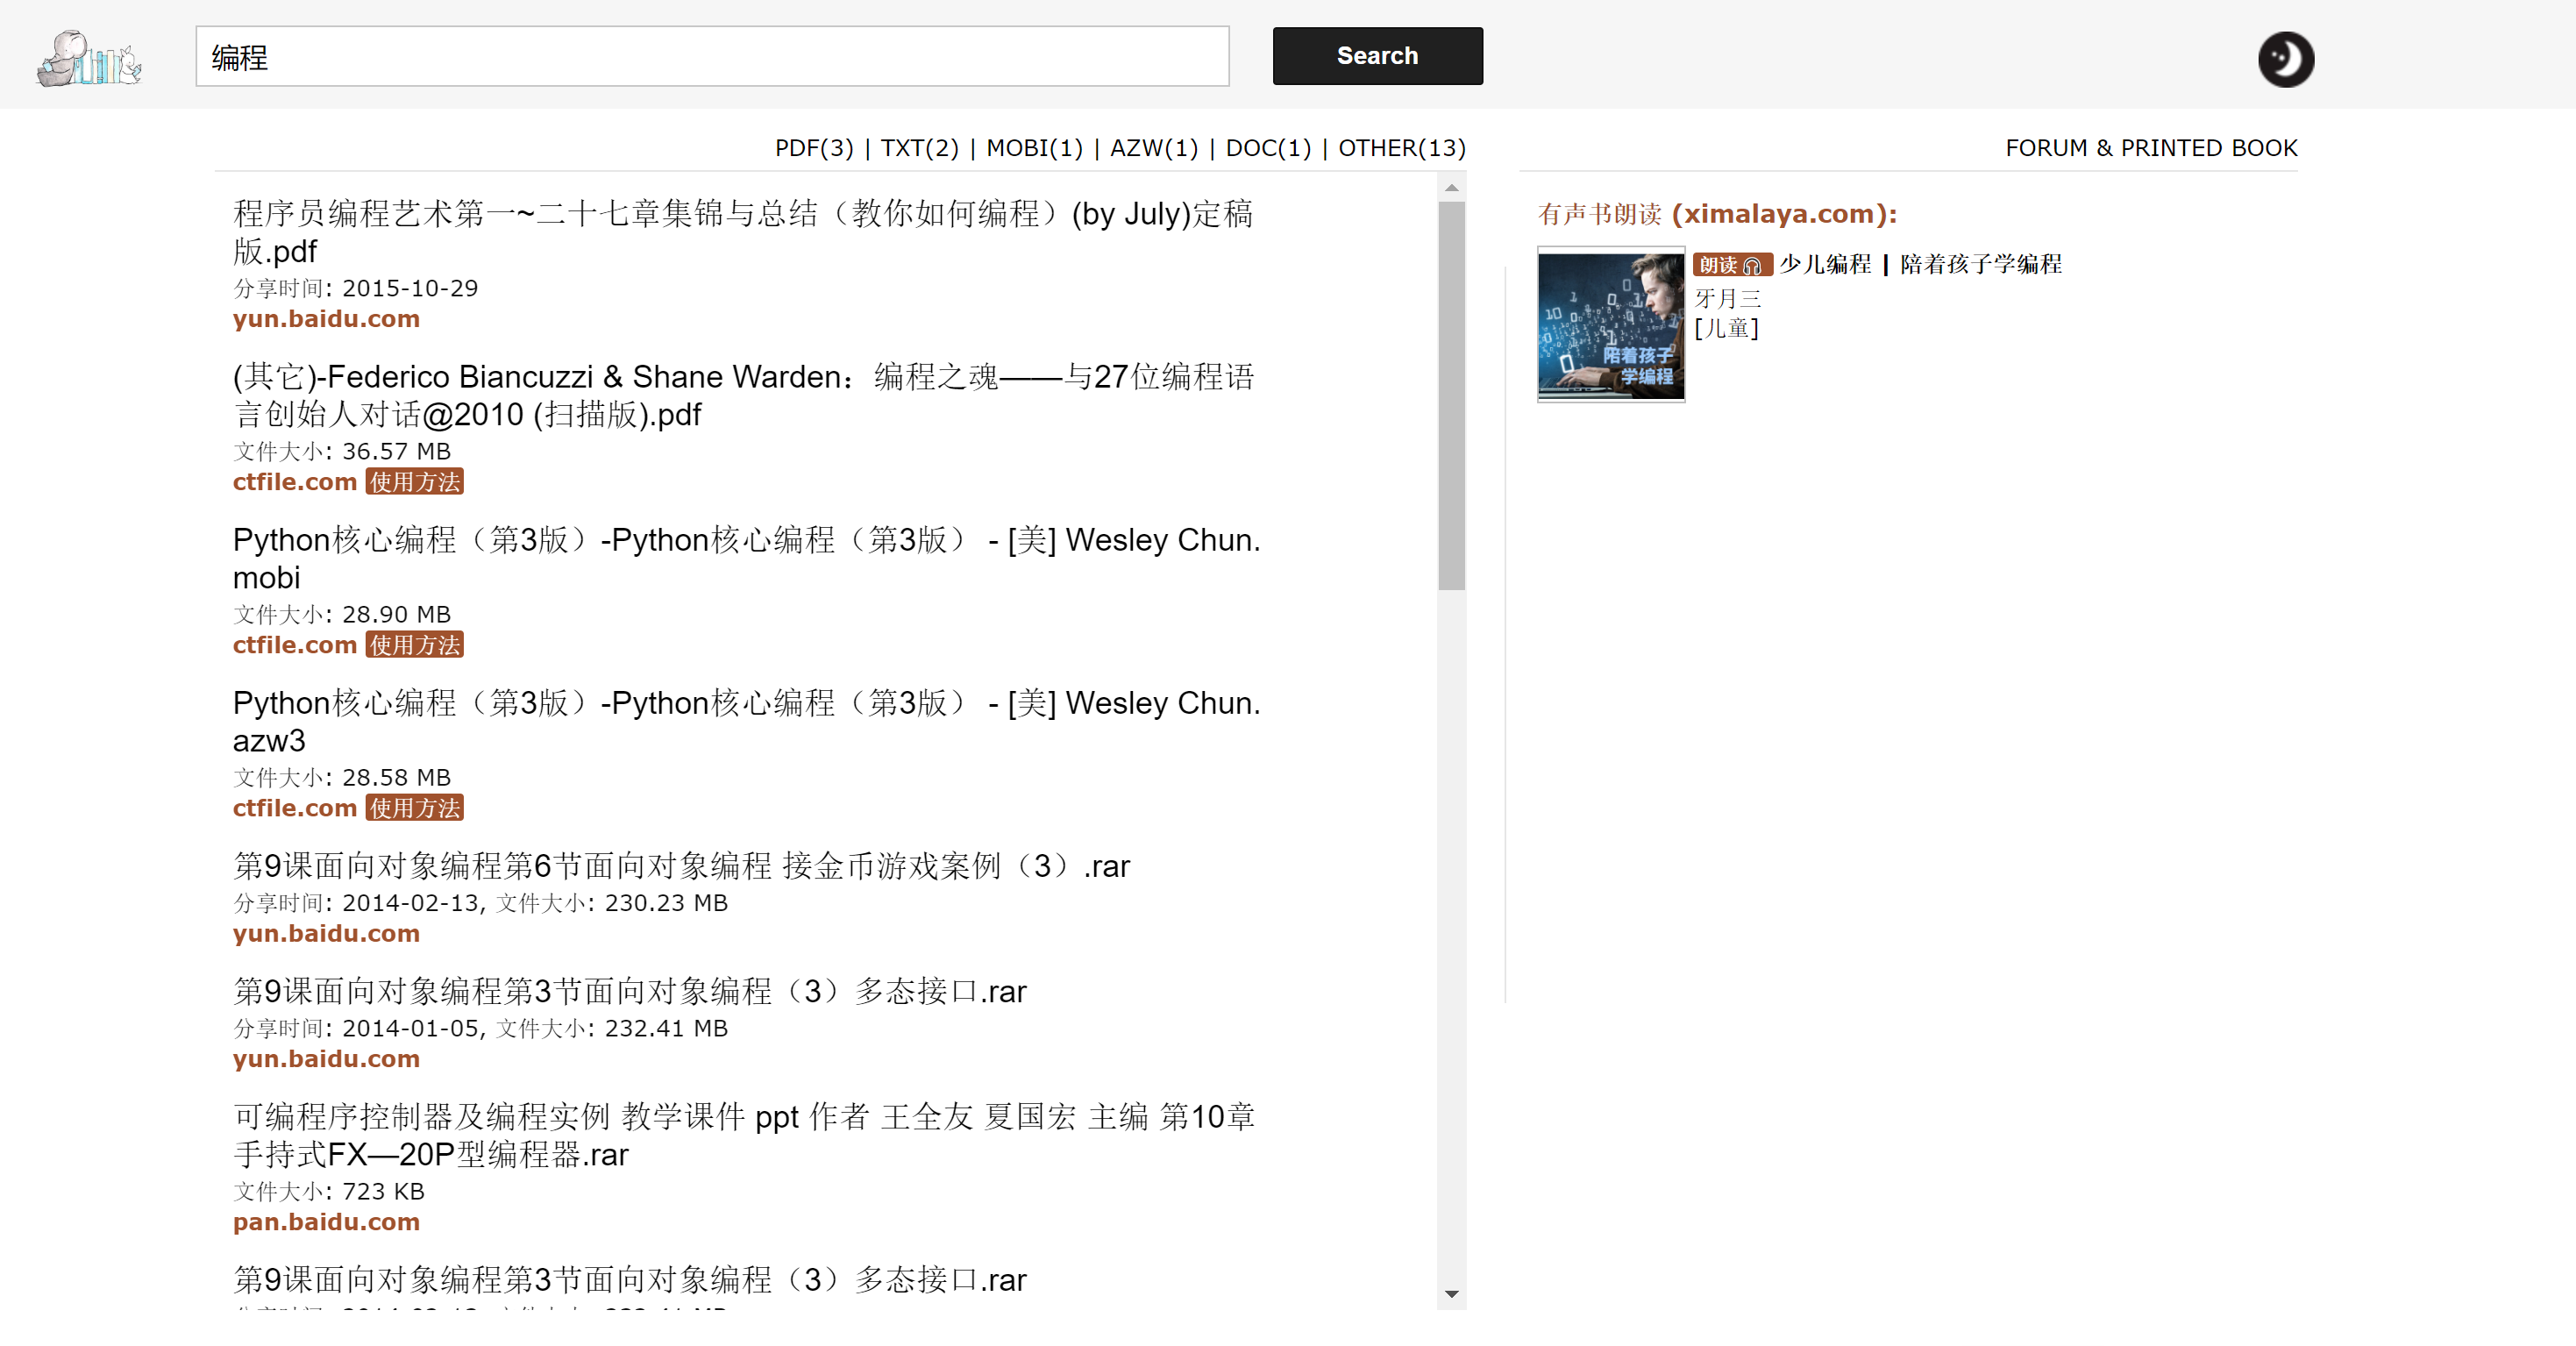 编程
Search
PDF(3) | TXT(2) | MOBI(1) | AZW(1) | DOC(1) | OTHER(13)
程序员编程艺术第一~二十七章集锦与总结（教你如何编程）(by July)定稿
版.pdf
分享时间: 2015-10-29
yun.baidu.com
(其它)-Federico Biancuzzi & Shane Warden：编程之魂——与27位编程语
言创始人对话@2010 (扫描版).pdf
文件大小: 36.57 MB
ctfile.com 使用方法
Python核心编程（第3版）-Python核心编程（第3版） - [美] Wesley Chun.
mobi
文件大小: 28.90 MB
ctfile.com 使用方法
Python核心编程（第3版）-Python核心编程（第3版） - [美] Wesley Chun.
azw3
文件大小: 28.58 MB
ctfile.com 使用方法
第9课面向对象编程第6节面向对象编程 接金币游戏案例（3）.rar
分享时间: 2014-02-13, 文件大小: 230.23 MB
yun.baidu.com
第9课面向对象编程第3节面向对象编程（3）多态接口.rar
分享时间: 2014-01-05, 文件大小: 232.41 MB
yun.baidu.com
可编程序控制器及编程实例 教学课件 ppt 作者 王全友 夏国宏 主编 第10章
手持式FX—20P型编程器.rar
文件大小: 723 KB
pan.baidu.com
第9课面向对象编程第3节面向对象编程（3）多态接口.rar
FORUM & PRINTED BOOK
有声书朗读 (ximalaya.com):
朗读 少儿编程 | 陪着孩子学编程
牙月三
[儿童]
陪着孩子
学编程